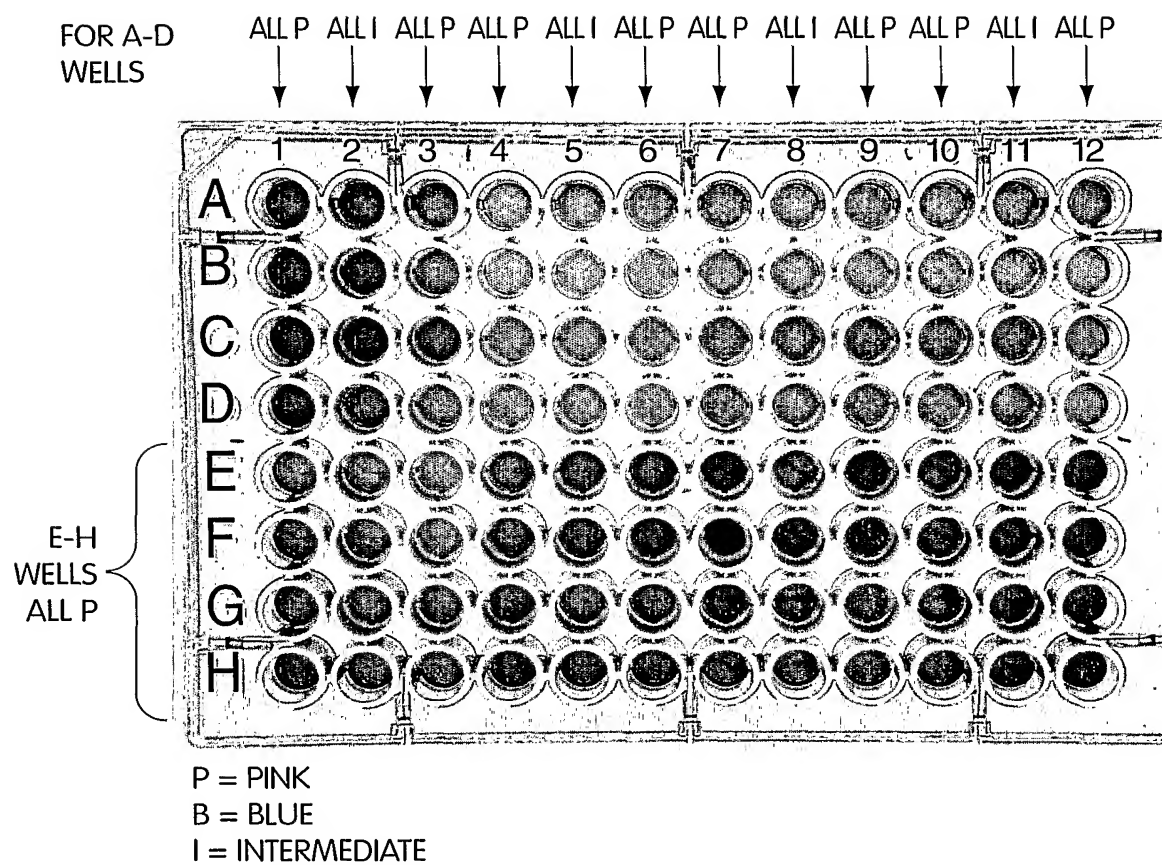 FOR A-D WELLS
ALL P ALL I ALL P ALL P ALL I ALL P ALL P ALL I ALL P ALL P ALL I ALL P
1 2 3 4 5 6 7 8 9 10 11 12
A
B
C
D
E
F
G
H
E-H
WELLS
ALL P
P = PINK
B = BLUE
I = INTERMEDIATE